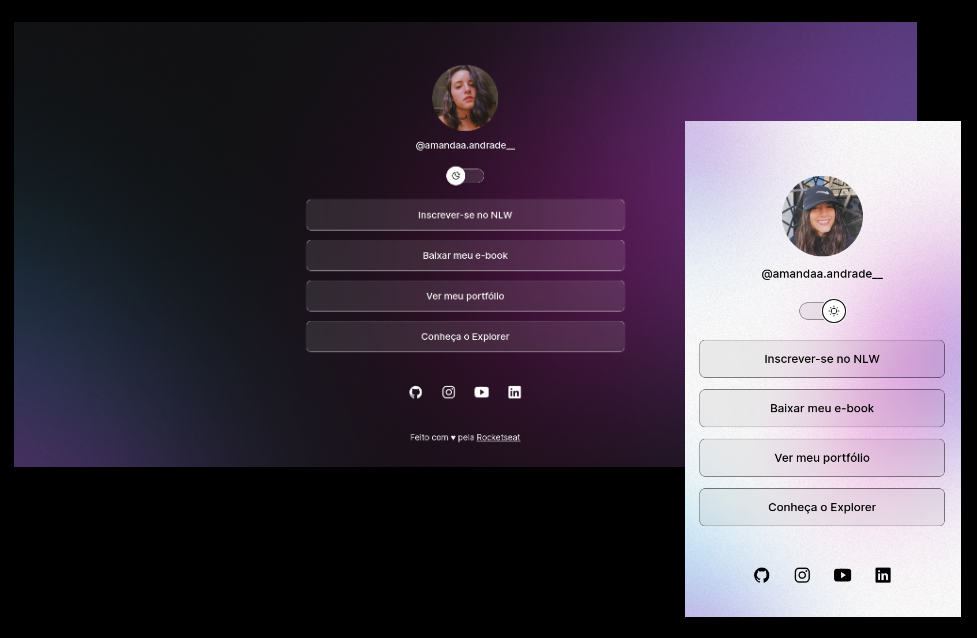 @amandaa.andrade__
Inscrever-se no NLW
Baixar meu e-book
Ver meu portfólio
Conheça o Explorer
Feito com ♥ pela Rocketseat
@amandaa.andrade__
Inscrever-se no NLW
Baixar meu e-book
Ver meu portfólio
Conheça o Explorer